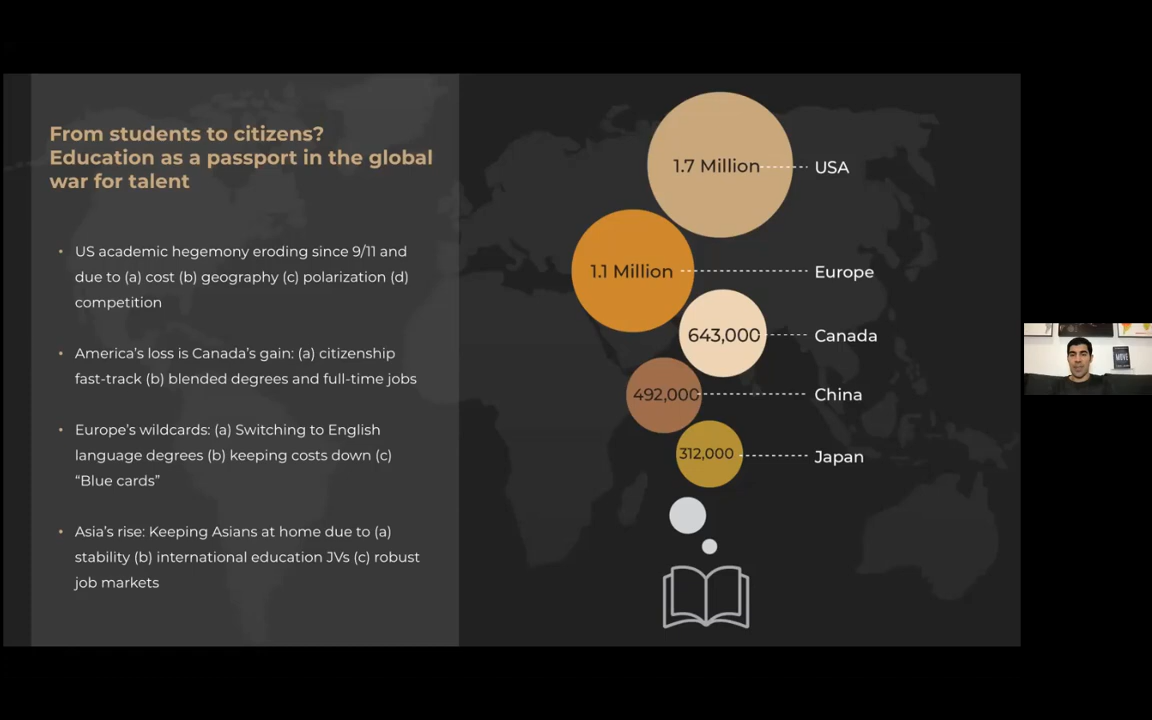 From students to citizens?
Education as a passport in the global
war for talent
• US academic hegemony eroding since 9/11 and
due to (a) cost (b) geography (c) polarization (d)
competition
• America's loss is Canada's gain: (a) citizenship
fast-track (b) blended degrees and full-time jobs
• Europe's wildcards: (a) Switching to English
language degrees (b) keeping costs down (c)
“Blue cards”
• Asia's rise: Keeping Asians at home due to (a)
stability (b) international education JVs (c) robust
job markets
1.7 Million USA
1.1 Million Europe
643,000 Canada
492,000 China
312,000 Japan
MOVE